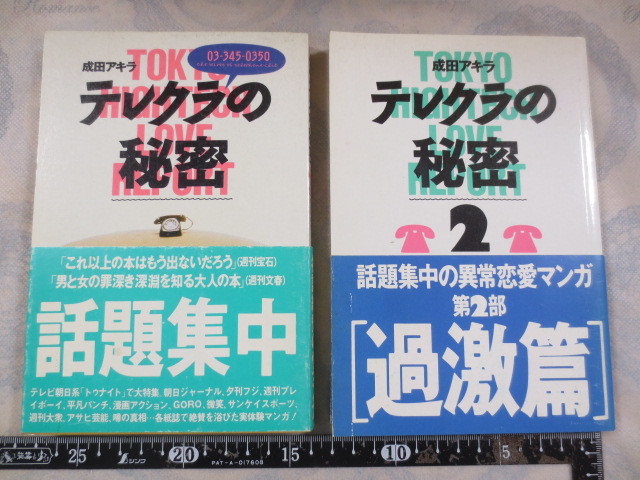 成田アキラ
03-345-0350
TOKYO
NIGHTTOH
LOVE
REPORT
テレクラの
秘密
「これ以上の本はもう出ないだろう」(週刊宝石)
「男と女の罪深き深淵を知る大人の本」(週刊文春)
話題集中
テレビ朝日系「トゥナイト」で大特集、朝日ジャーナル、夕刊フジ、週刊プレ
イボーイ、平凡パンチ、漫画アクション、GORO、微笑、サンケイスポーツ、
週刊大衆、アサヒ芸能、噂の真相…各紙誌で絶賛を浴びた実体験マンガ!
成田アキラ
TOKYO
LOVE
REPORT
テレクラの
秘密
2
話題集中の異常恋愛マンガ
第2部
[過激篇]
25 20 シンワ 15 10 5
PAT-A-017608